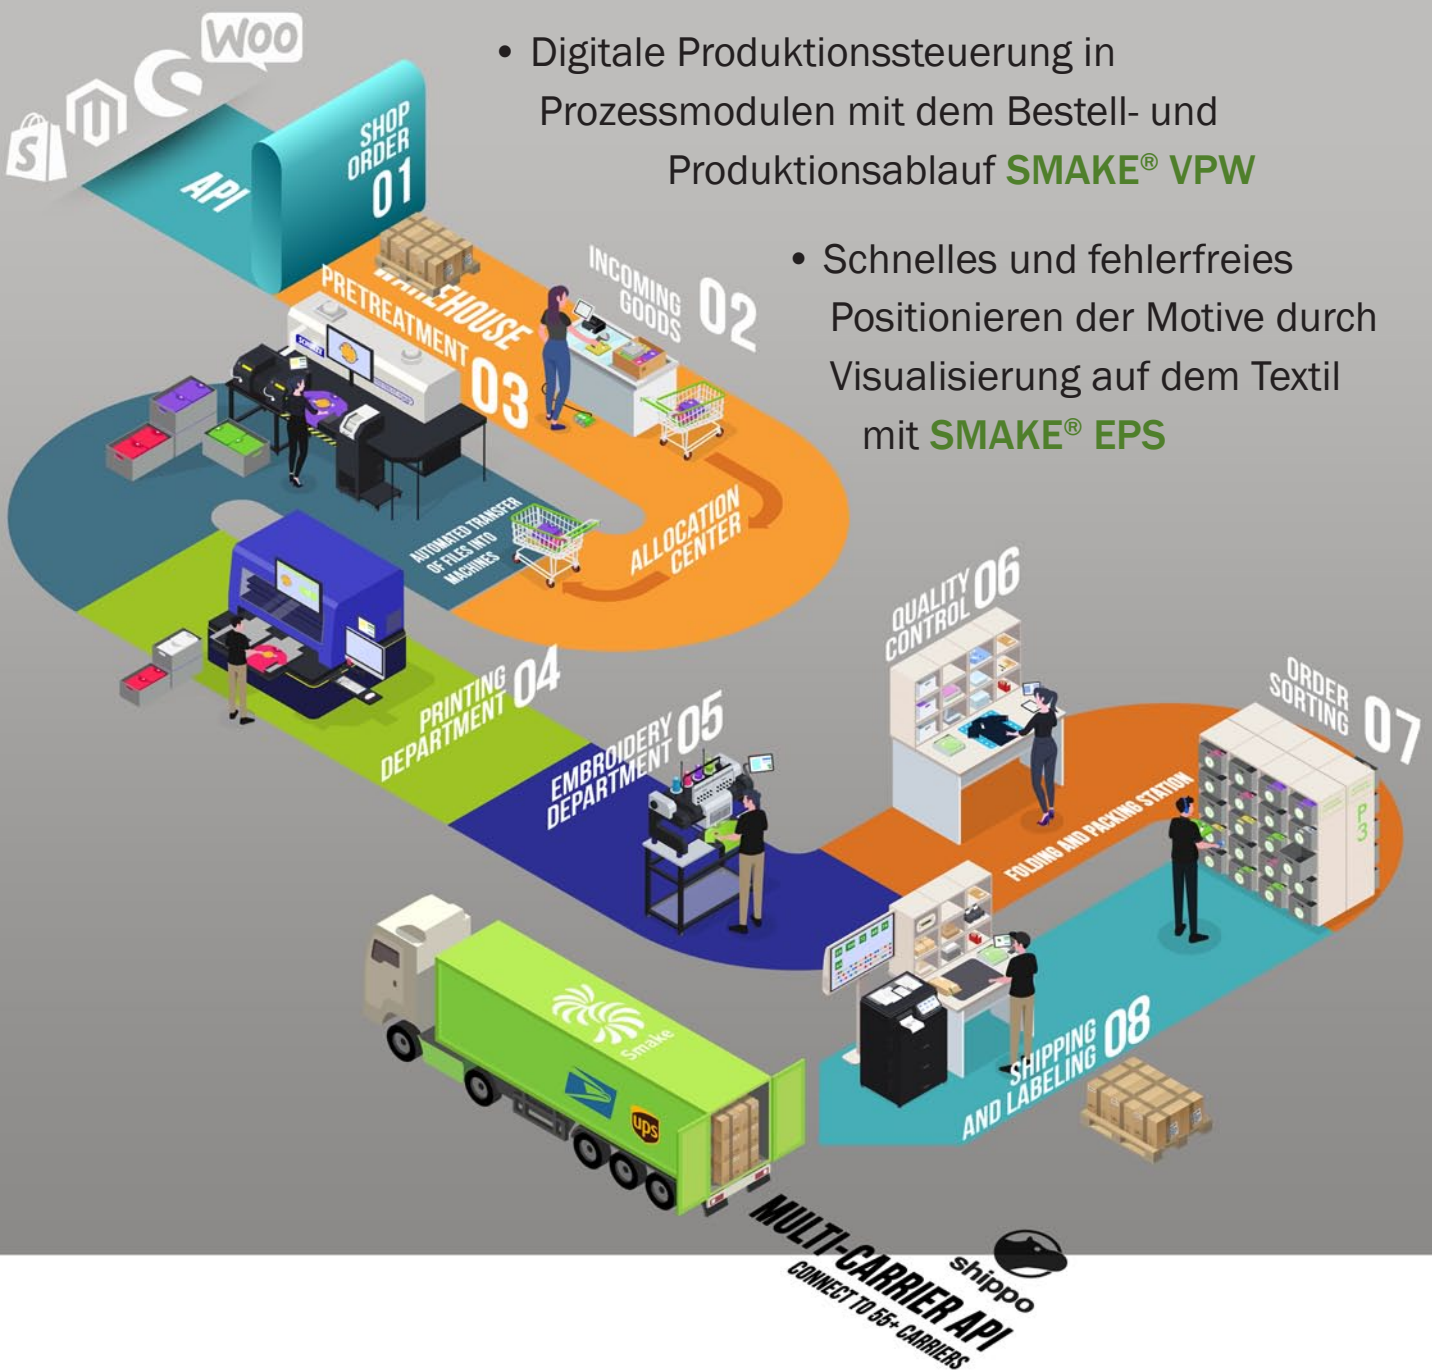 WOO
S
• Digitale Produktionssteuerung in
Prozessmodulen mit dem Bestell- und
Produktionsablauf SMAKE® VPW
• Schnelles und fehlerfreies
Positionieren der Motive durch
Visualisierung auf dem Textil
mit SMAKE® EPS
API
SHOP
ORDER
01
INCOMING
GOODS
02
WAREHOUSE
PRETREATMENT
03
ALLOCATION
CENTER
AUTOMATED TRANSFER
OF FILES INTO
MACHINES
PRINTING
DEPARTMENT
04
EMBROIDERY
DEPARTMENT
05
QUALITY
CONTROL
06
ORDER
SORTING
07
P
3
FOLDING AND PACKING STATION
SHIPPING
AND LABELING
08
Smake
ups
MULTI-CARRIER API
CONNECT TO 55+ CARRIERS
shippo